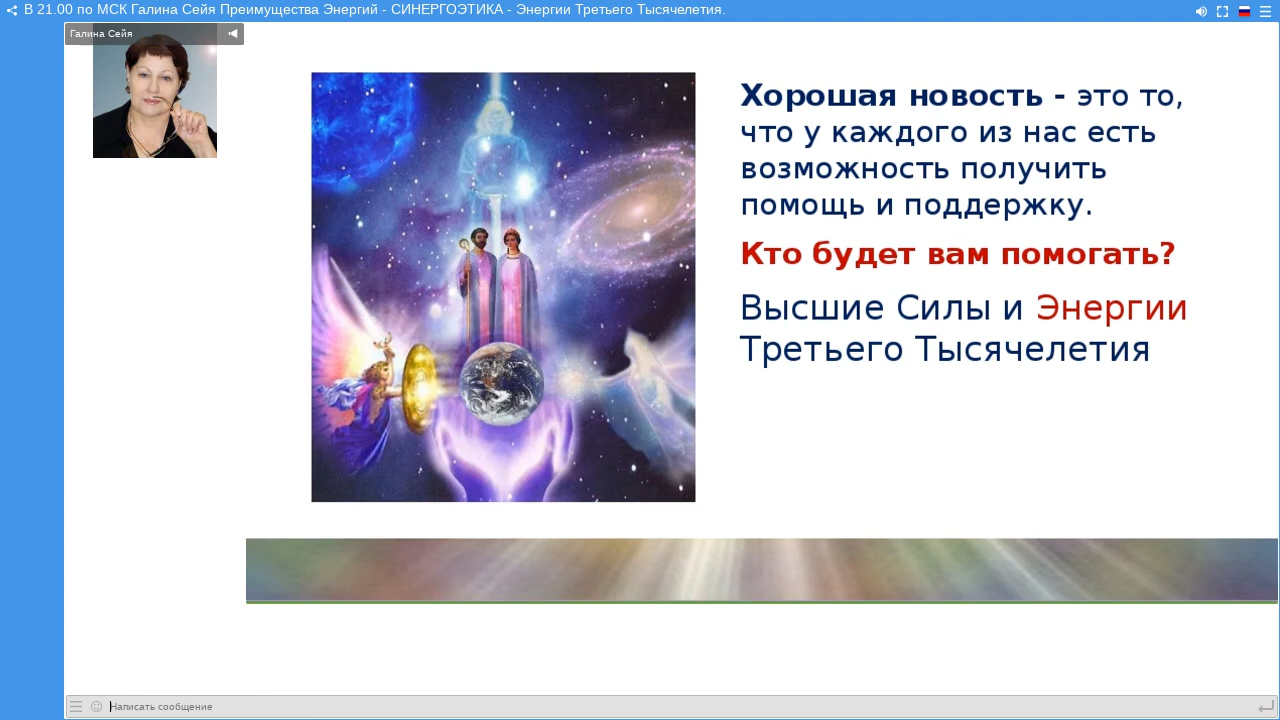 В 21.00 по МСК Галина Сейя Преимущества Энергий - СИНЕРГОЭТИКА - Энергии Третьего Тысячелетия.
Галина Сейя
Хорошая новость - это то,
что у каждого из нас есть
возможность получить
помощь и поддержку.
Кто будет вам помогать?
Высшие Силы и Энергии
Третьего Тысячелетия
Написать сообщение